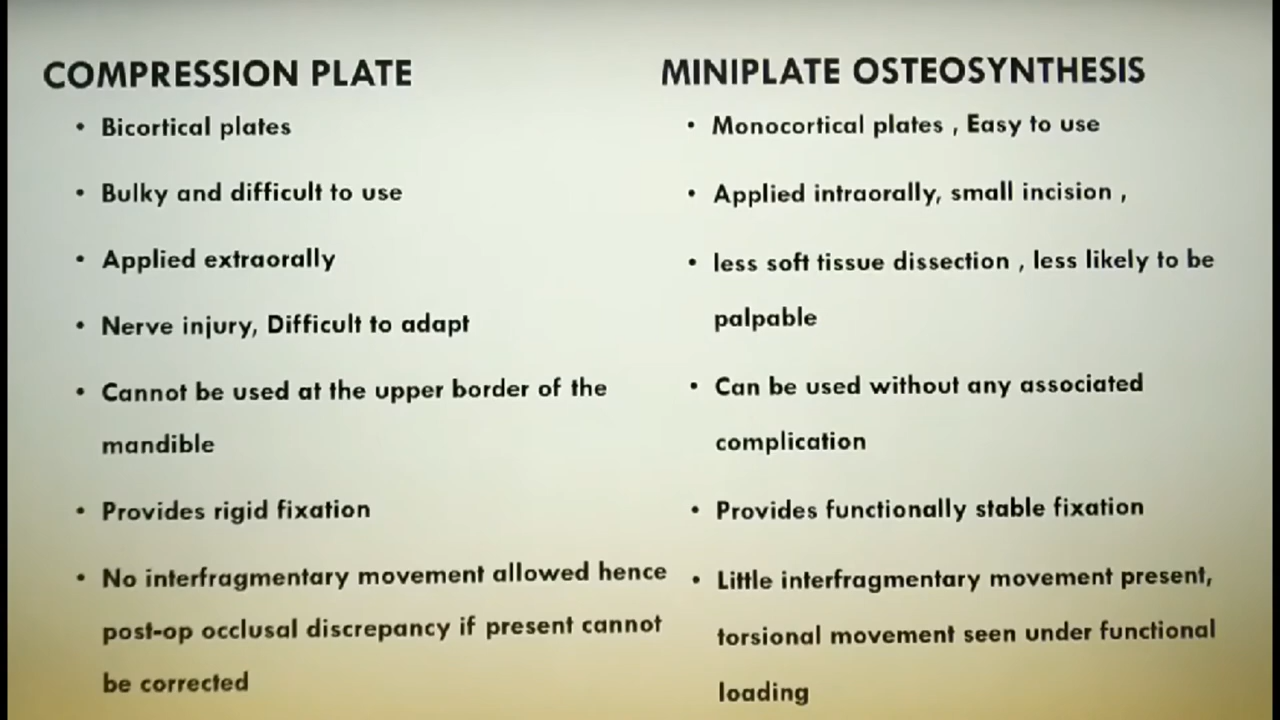 COMPRESSION PLATE
• Bicortical plates
• Bulky and difficult to use
• Applied extraorally
• Nerve injury, Difficult to adapt
• Cannot be used at the upper border of the
mandible
• Provides rigid fixation
• No interfragmentary movement allowed hence
post-op occlusal discrepancy if present cannot
be corrected
MINIPLATE OSTEOSYNTHESIS
• Monocortical plates , Easy to use
• Applied intraorally, small incision ,
• less soft tissue dissection , less likely to be
palpable
• Can be used without any associated
complication
• Provides functionally stable fixation
• Little interfragmentary movement present,
torsional movement seen under functional
loading